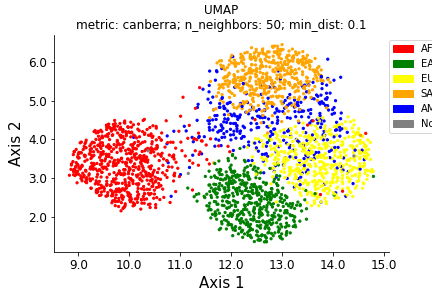 UMAP
metric: canberra; n_neighbors: 50; min_dist: 0.1
Axis 2
6.0
5.0
4.0
3.0
2.0
9.0 10.0 11.0 12.0 13.0 14.0 15.0
Axis 1
AF
EA
EU
SA
AM
No